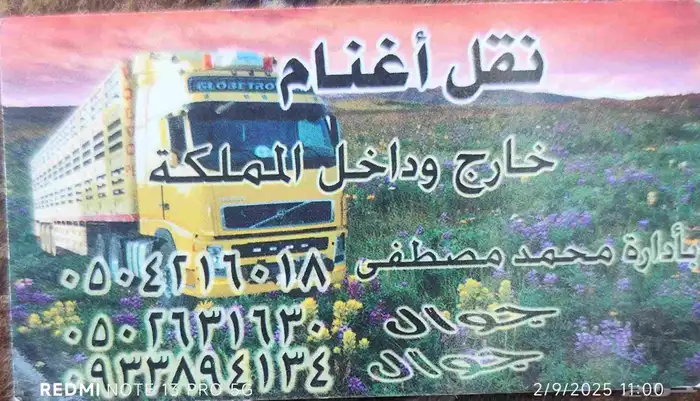 نقل أغنام
GLOBETRO
خارج وداخل المملكة
بأدارة محمد مصطفى
٠٥٠٤٢١٦٠١٨
جوال ٠٥٠٢٦٣١٦٣٠
جوال ٠٩٣٣٨٩٤١٣٤
REDMI NOTE 13 PRO 5G
2/9/2025 11:00